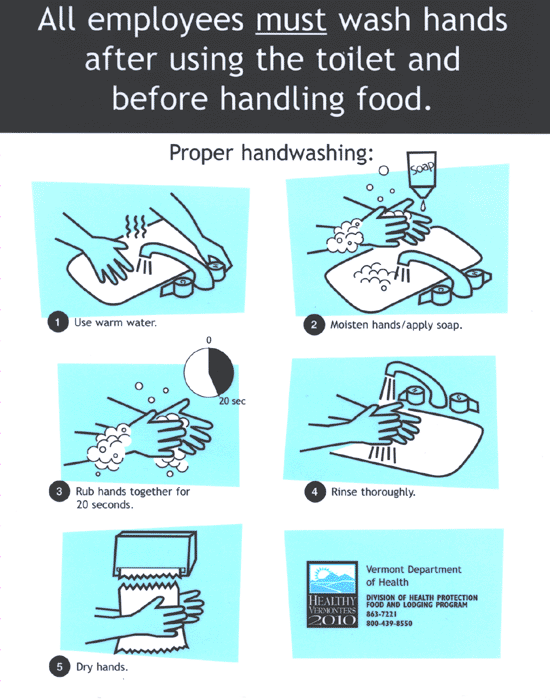 All employees must wash hands
after using the toilet and
before handling food.
Proper handwashing:
SOAP
1 Use warm water.
2 Moisten hands/apply soap.
0
20 sec
3 Rub hands together for
20 seconds.
4 Rinse thoroughly.
5 Dry hands.
HEALTHY
VERMONTERS
2010
Vermont Department
of Health
DIVISION OF HEALTH PROTECTION
FOOD AND LODGING PROGRAM
863-7221
800-439-8550